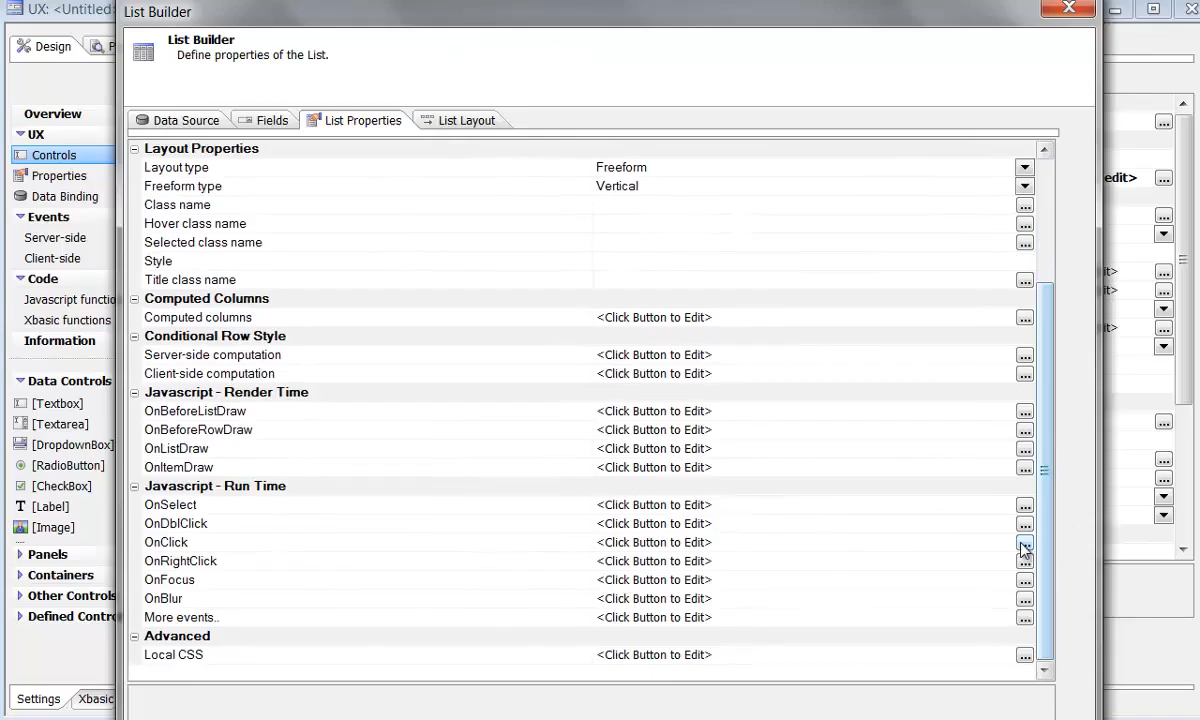 UX: <Untitled
List Builder
List Builder
Define properties of the List.
Design
Data Source
Fields
List Properties
List Layout
Overview
UX
Controls
Properties
Data Binding
Events
Server-side
Client-side
Code
Javascript functio
Xbasic functions
Information
Data Controls
[Textbox]
[Textarea]
[DropdownBox]
[RadioButton]
[CheckBox]
[Label]
[Image]
Panels
Containers
Other Controls
Defined Contro
Settings
Xbasic
Layout Properties
Layout type Freeform
Freeform type Vertical
Class name
Hover class name
Selected class name
Style
Title class name
Computed Columns
Computed columns <Click Button to Edit>
Conditional Row Style
Server-side computation <Click Button to Edit>
Client-side computation <Click Button to Edit>
Javascript - Render Time
OnBeforeListDraw <Click Button to Edit>
OnBeforeRowDraw <Click Button to Edit>
OnListDraw <Click Button to Edit>
OnItemDraw <Click Button to Edit>
Javascript - Run Time
OnSelect <Click Button to Edit>
OnDblClick <Click Button to Edit>
OnClick <Click Button to Edit>
OnRightClick <Click Button to Edit>
OnFocus <Click Button to Edit>
OnBlur <Click Button to Edit>
More events.. <Click Button to Edit>
Advanced
Local CSS <Click Button to Edit>
edit>
it>
it>
it>